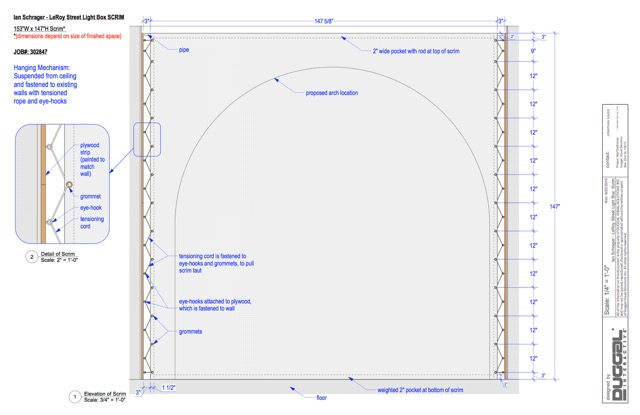 Ian Schrager - LeRoy Street Light Box SCRIM
153"W x 147"H Scrim*
*(dimensions depend on size of finished space)
JOB#: 302847
Hanging Mechanism:
Suspended from ceiling
and fastened to existing
walls with tensioned
rope and eye-hooks
3"
147 5/8"
3"
pipe
2" wide pocket with rod at top of scrim
proposed arch location
2"
3"
9"
12"
12"
12"
12"
12"
12"
12"
12"
12"
12"
12"
3"
147"
plywood
strip
(painted to
match
wall)
grommet
eye-hook
tensioning
cord
2
Detail of Scrim
Scale: 2" = 1'-0"
tensioning cord is fastened to
eye-hooks and grommets, to pull
scrim taut
eye-hooks attached to plywood,
which is fastened to wall
grommets
1
Elevation of Scrim
Scale: 3/4" = 1'-0"
3"
1 1/2"
weighted 2" pocket at bottom of scrim
floor
contact:
Scale: 1/4" = 1'-0"
Ian Schrager - LeRoy Street Light Box Scrim
designed by
DUGGAL